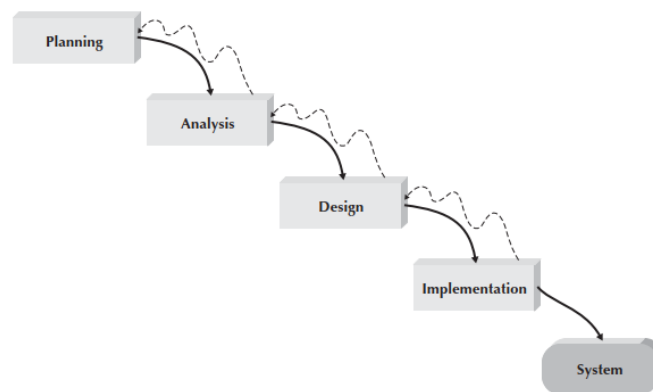 Planning
Analysis
Design
Implementation
System